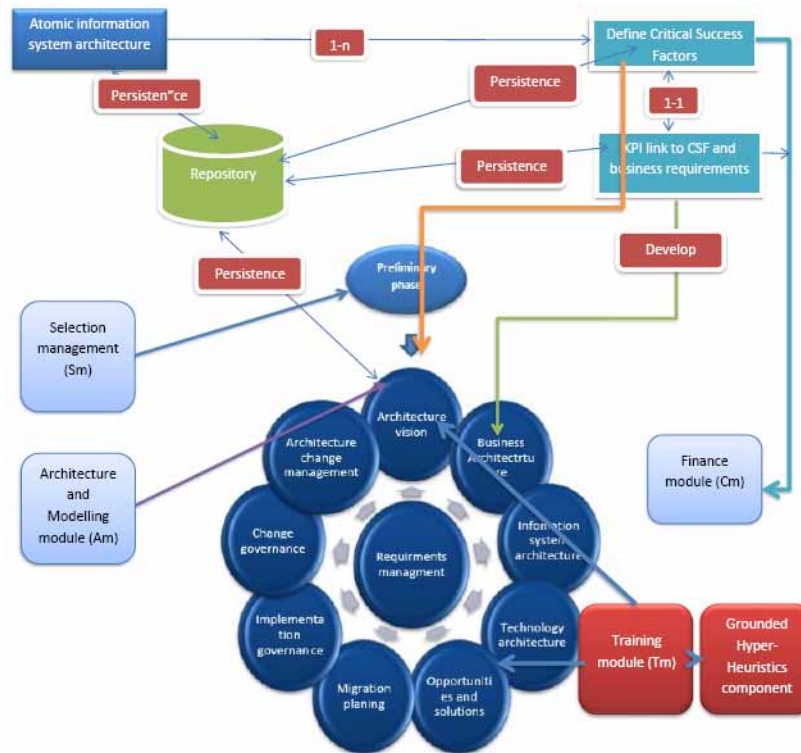 Atomic information
system architecture
1-n
Define Critical Success
Factors
Persisten"ce
Persistence
1-1
Repository
Persistence
KPI link to CSF and
business requirements
Develop
Persistence
Preliminary
phase
Selection
management
(Sm)
Architecture
vision
Architecture
change
management
Business
Architectrture
ure
Architecture
and
Modelling
module (Am)
Finance
module (Cm)
Change
governance
Infomation
system
architecture
Requirments
managment
Implementa
tion
governance
Technology
architecture
Training
module (Tm)
Grounded
Hyper-
Heuristics
component
Migration
planing
Opportuniti
es and
solutions